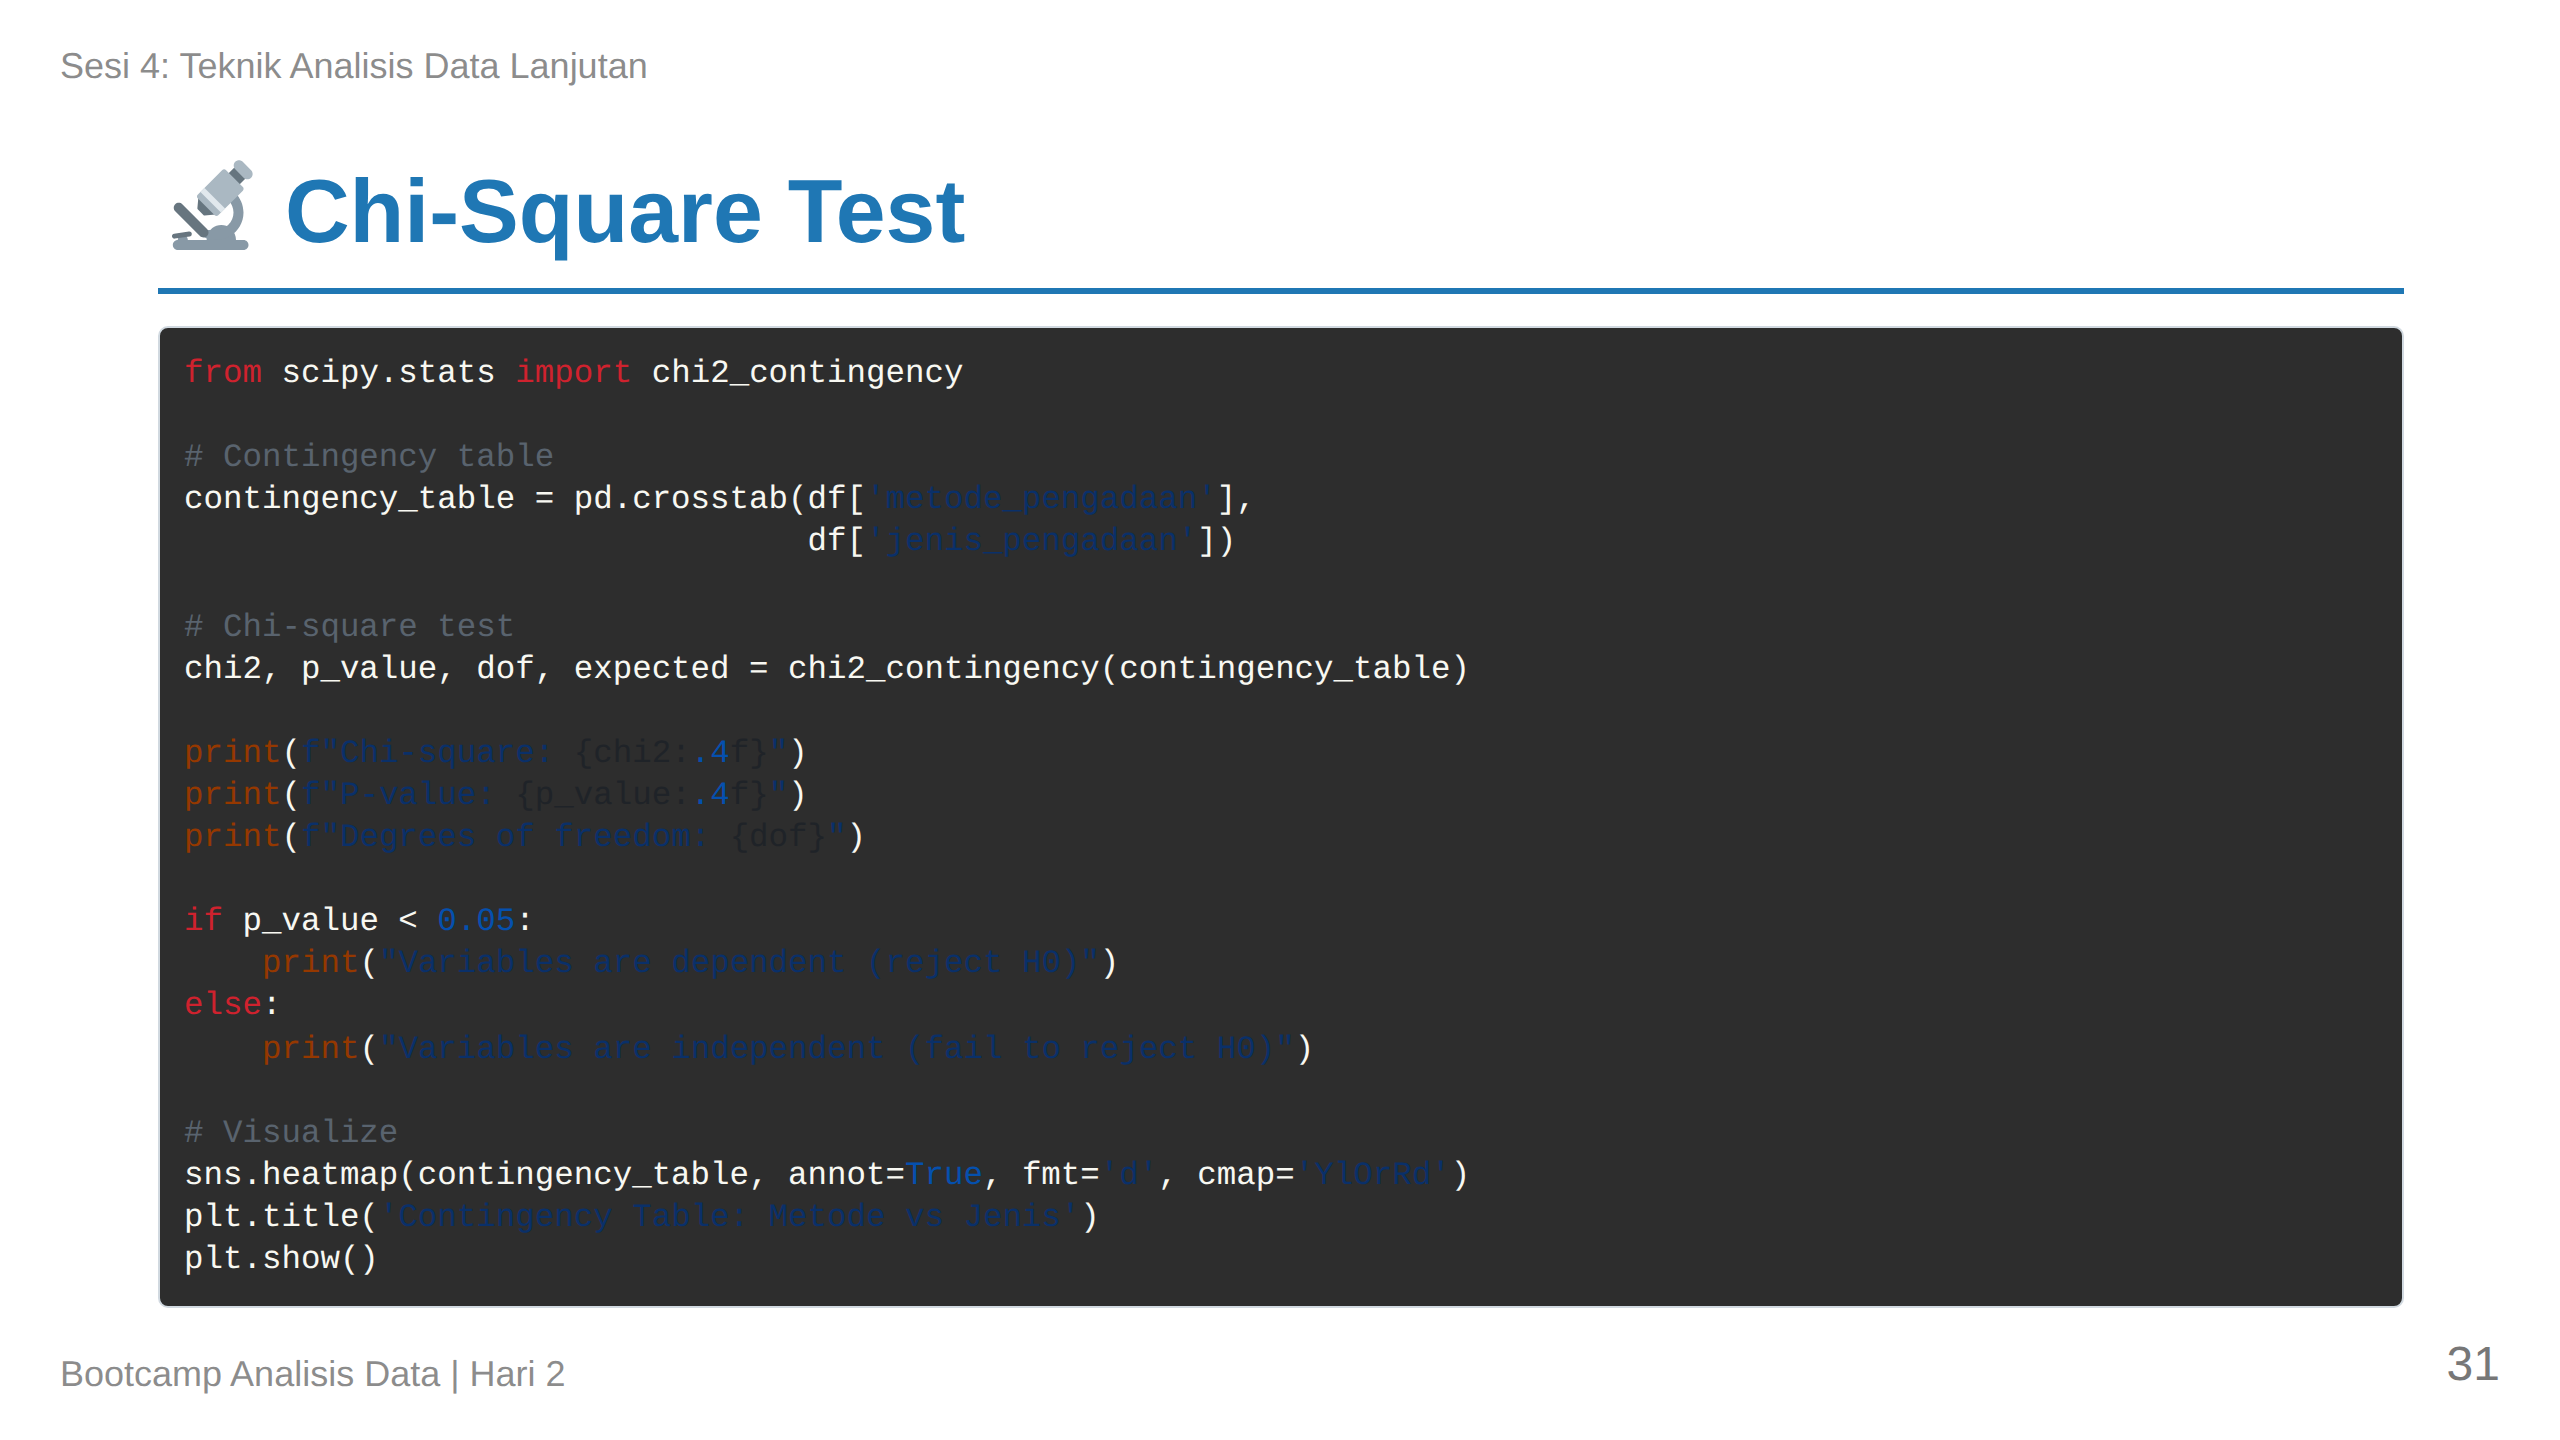 Sesi 4: Teknik Analisis Data Lanjutan
Chi-Square Test
from scipy.stats import chi2_contingency
# Contingency table
contingency_table = pd.crosstab(df['metode_pengadaan'],
                                df['jenis_pengadaan'])
# Chi-square test
chi2, p_value, dof, expected = chi2_contingency(contingency_table)
print(f"Chi-square: {chi2:.4f}")
print(f"P-value: {p_value:.4f}")
print(f"Degrees of freedom: {dof}")
if p_value < 0.05:
    print("Variables are dependent (reject H0)")
else:
    print("Variables are independent (fail to reject H0)")
# Visualize
sns.heatmap(contingency_table, annot=True, fmt='d', cmap='YlOrRd')
plt.title('Contingency Table: Metode vs Jenis')
plt.show()
Bootcamp Analisis Data | Hari 2
31